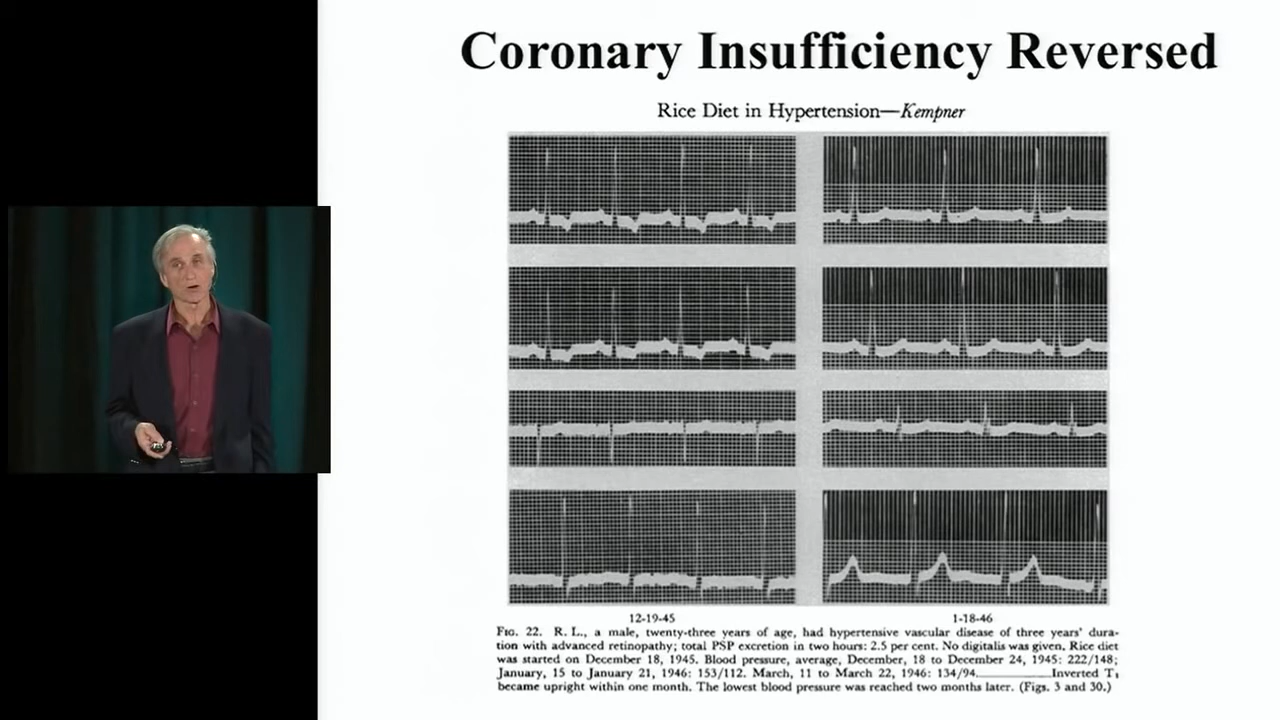 Coronary Insufficiency Reversed
Rice Diet in Hypertension—Kempner
12-19-45
1-18-46
FIG. 22. R. L., a male, twenty-three years of age, had hypertensive vascular disease of three years' dura-
tion with advanced retinopathy; total PSP excretion in two hours: 2.5 per cent. No digitalis was given. Rice diet
was started on December 18, 1945. Blood pressure, average, December, 18 to December 24, 1945: 222/148;
January, 15 to January 21, 1946: 153/112. March, 11 to March 22, 1946: 134/94.__________Inverted T₁
became upright within one month. The lowest blood pressure was reached two months later. (Figs. 3 and 30.)